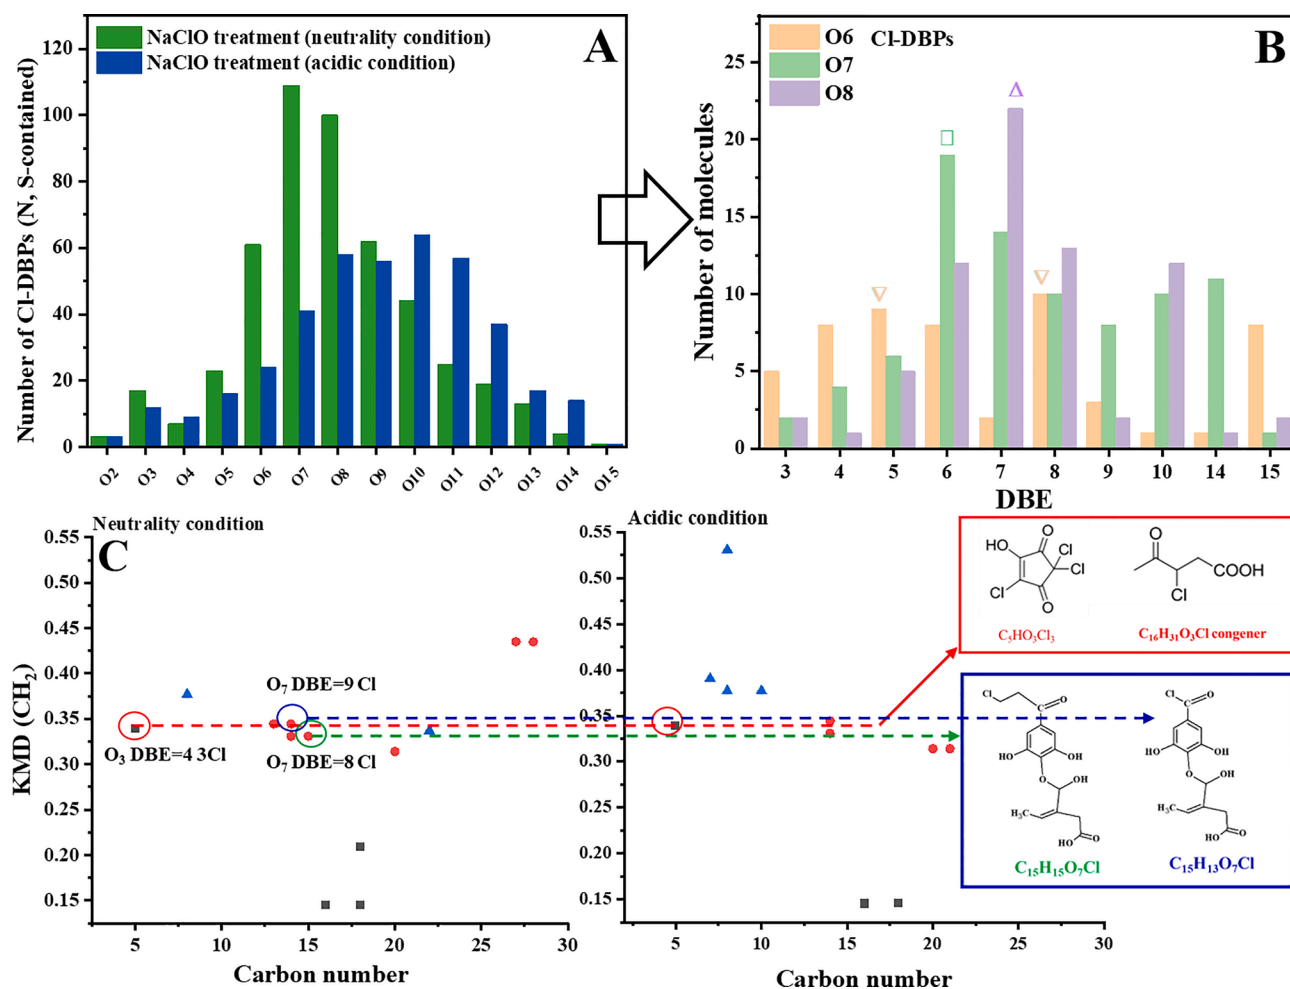 NaClO treatment (neutrality condition)
NaClO treatment (acidic condition)
A
Number of Cl-DBPs (N, S-contained)
120
100
80
60
40
20
0
O2 O3 O4 O5 O6 O7 O8 O9 O10 O11 O12 O13 O14 O15
O6 Cl-DBPs
O7
O8
B
Number of molecules
25
20
15
10
5
0
3 4 5 6 7 8 9 10 14 15
DBE
Neutrality condition
C
KMD (CH₂)
0.55
0.50
0.45
0.40
0.35
0.30
0.25
0.20
0.15
O₇ DBE=9 Cl
O₃ DBE=4 3Cl
O₇ DBE=8 Cl
5 10 15 20 25 30
Carbon number
Acidic condition
0.55
0.50
0.45
0.40
0.35
0.30
0.25
0.20
0.15
5 10 15 20 25 30
Carbon number
O
HO
Cl
Cl
Cl
O
C₅HO₃Cl₃
O
COOH
Cl
C₁₆H₃₁O₃Cl congener
Cl
O
HO
OH
O
OH
H₃C
HO
O
C₁₅H₁₅O₇Cl
Cl
O
HO
OH
O
OH
H₃C
HO
O
C₁₅H₁₃O₇Cl